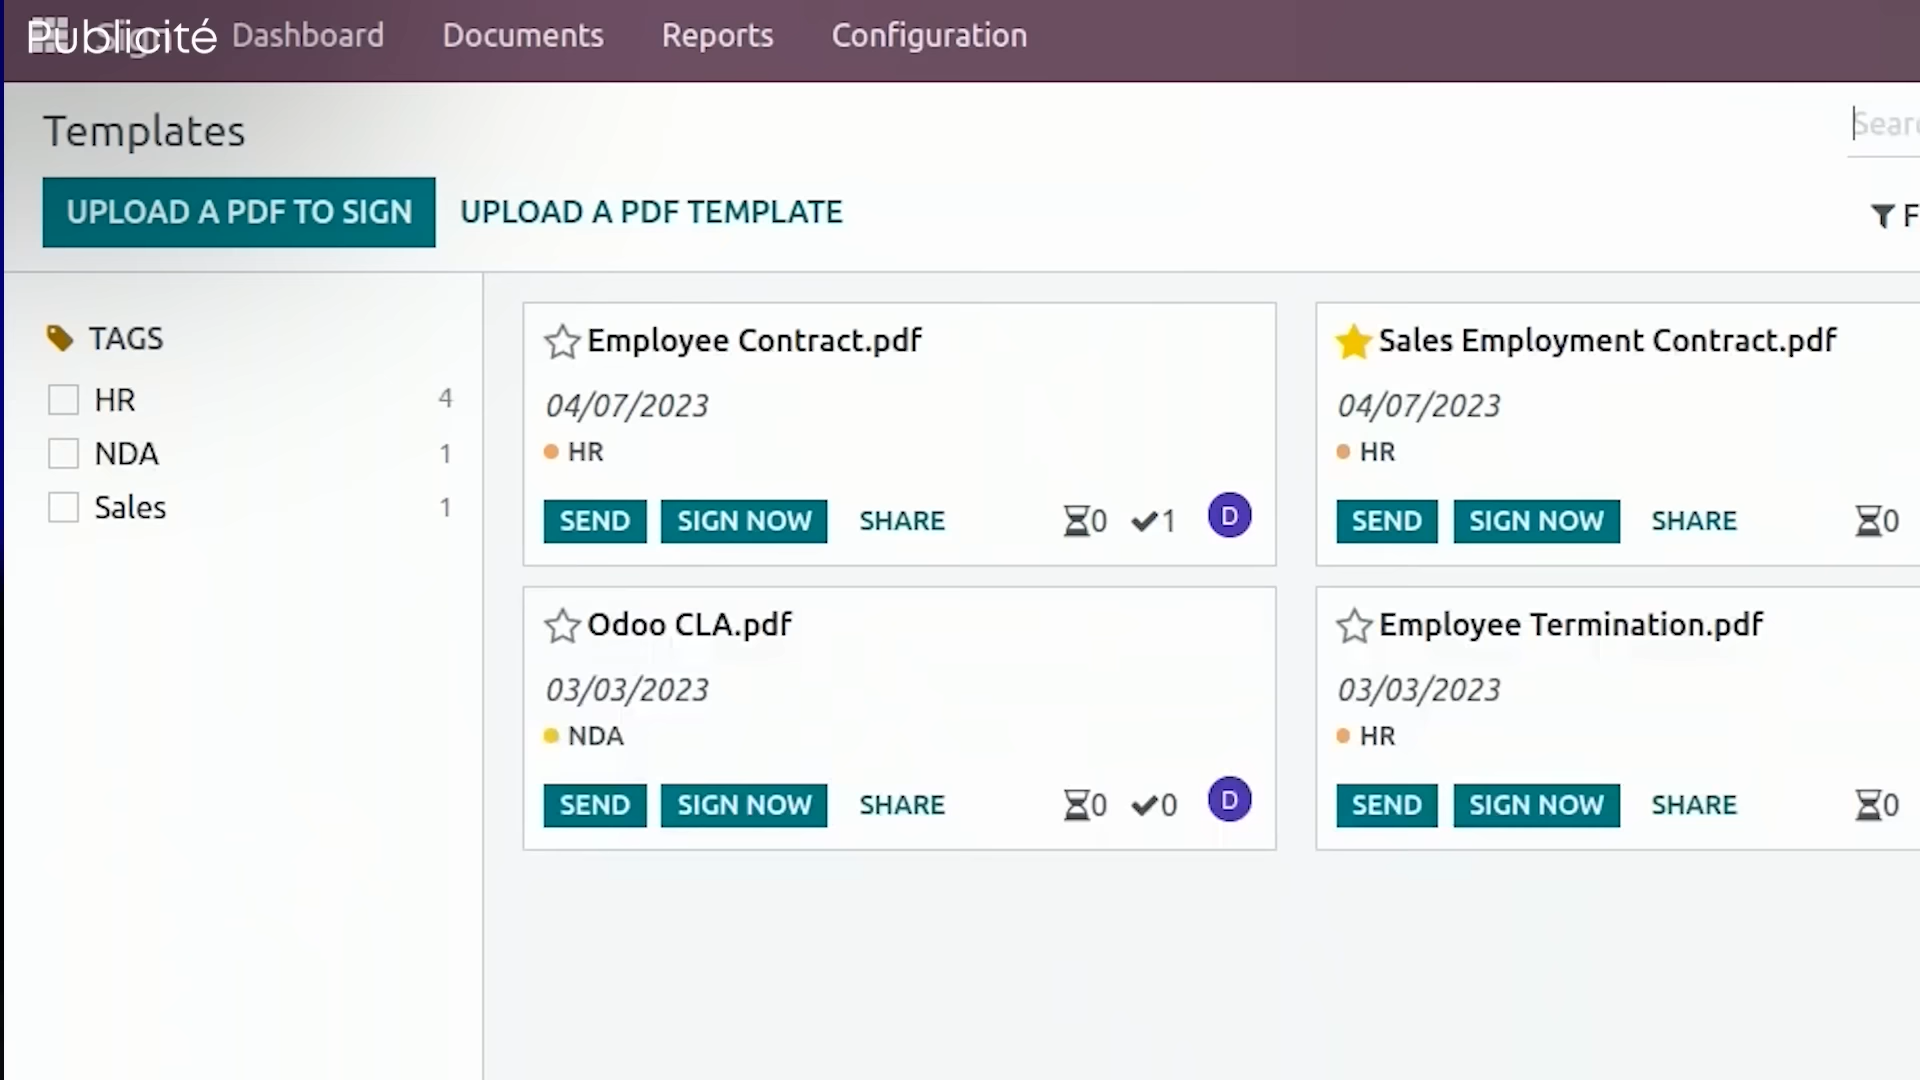 Publicité
Sign Dashboard Documents Reports Configuration
Templates
UPLOAD A PDF TO SIGN UPLOAD A PDF TEMPLATE
TAGS
HR 4
NDA 1
Sales 1
Employee Contract.pdf
04/07/2023
HR
SEND SIGN NOW SHARE 0 1 D
Sales Employment Contract.pdf
04/07/2023
HR
SEND SIGN NOW SHARE 0
Odoo CLA.pdf
03/03/2023
NDA
SEND SIGN NOW SHARE 0 0 D
Employee Termination.pdf
03/03/2023
HR
SEND SIGN NOW SHARE 0